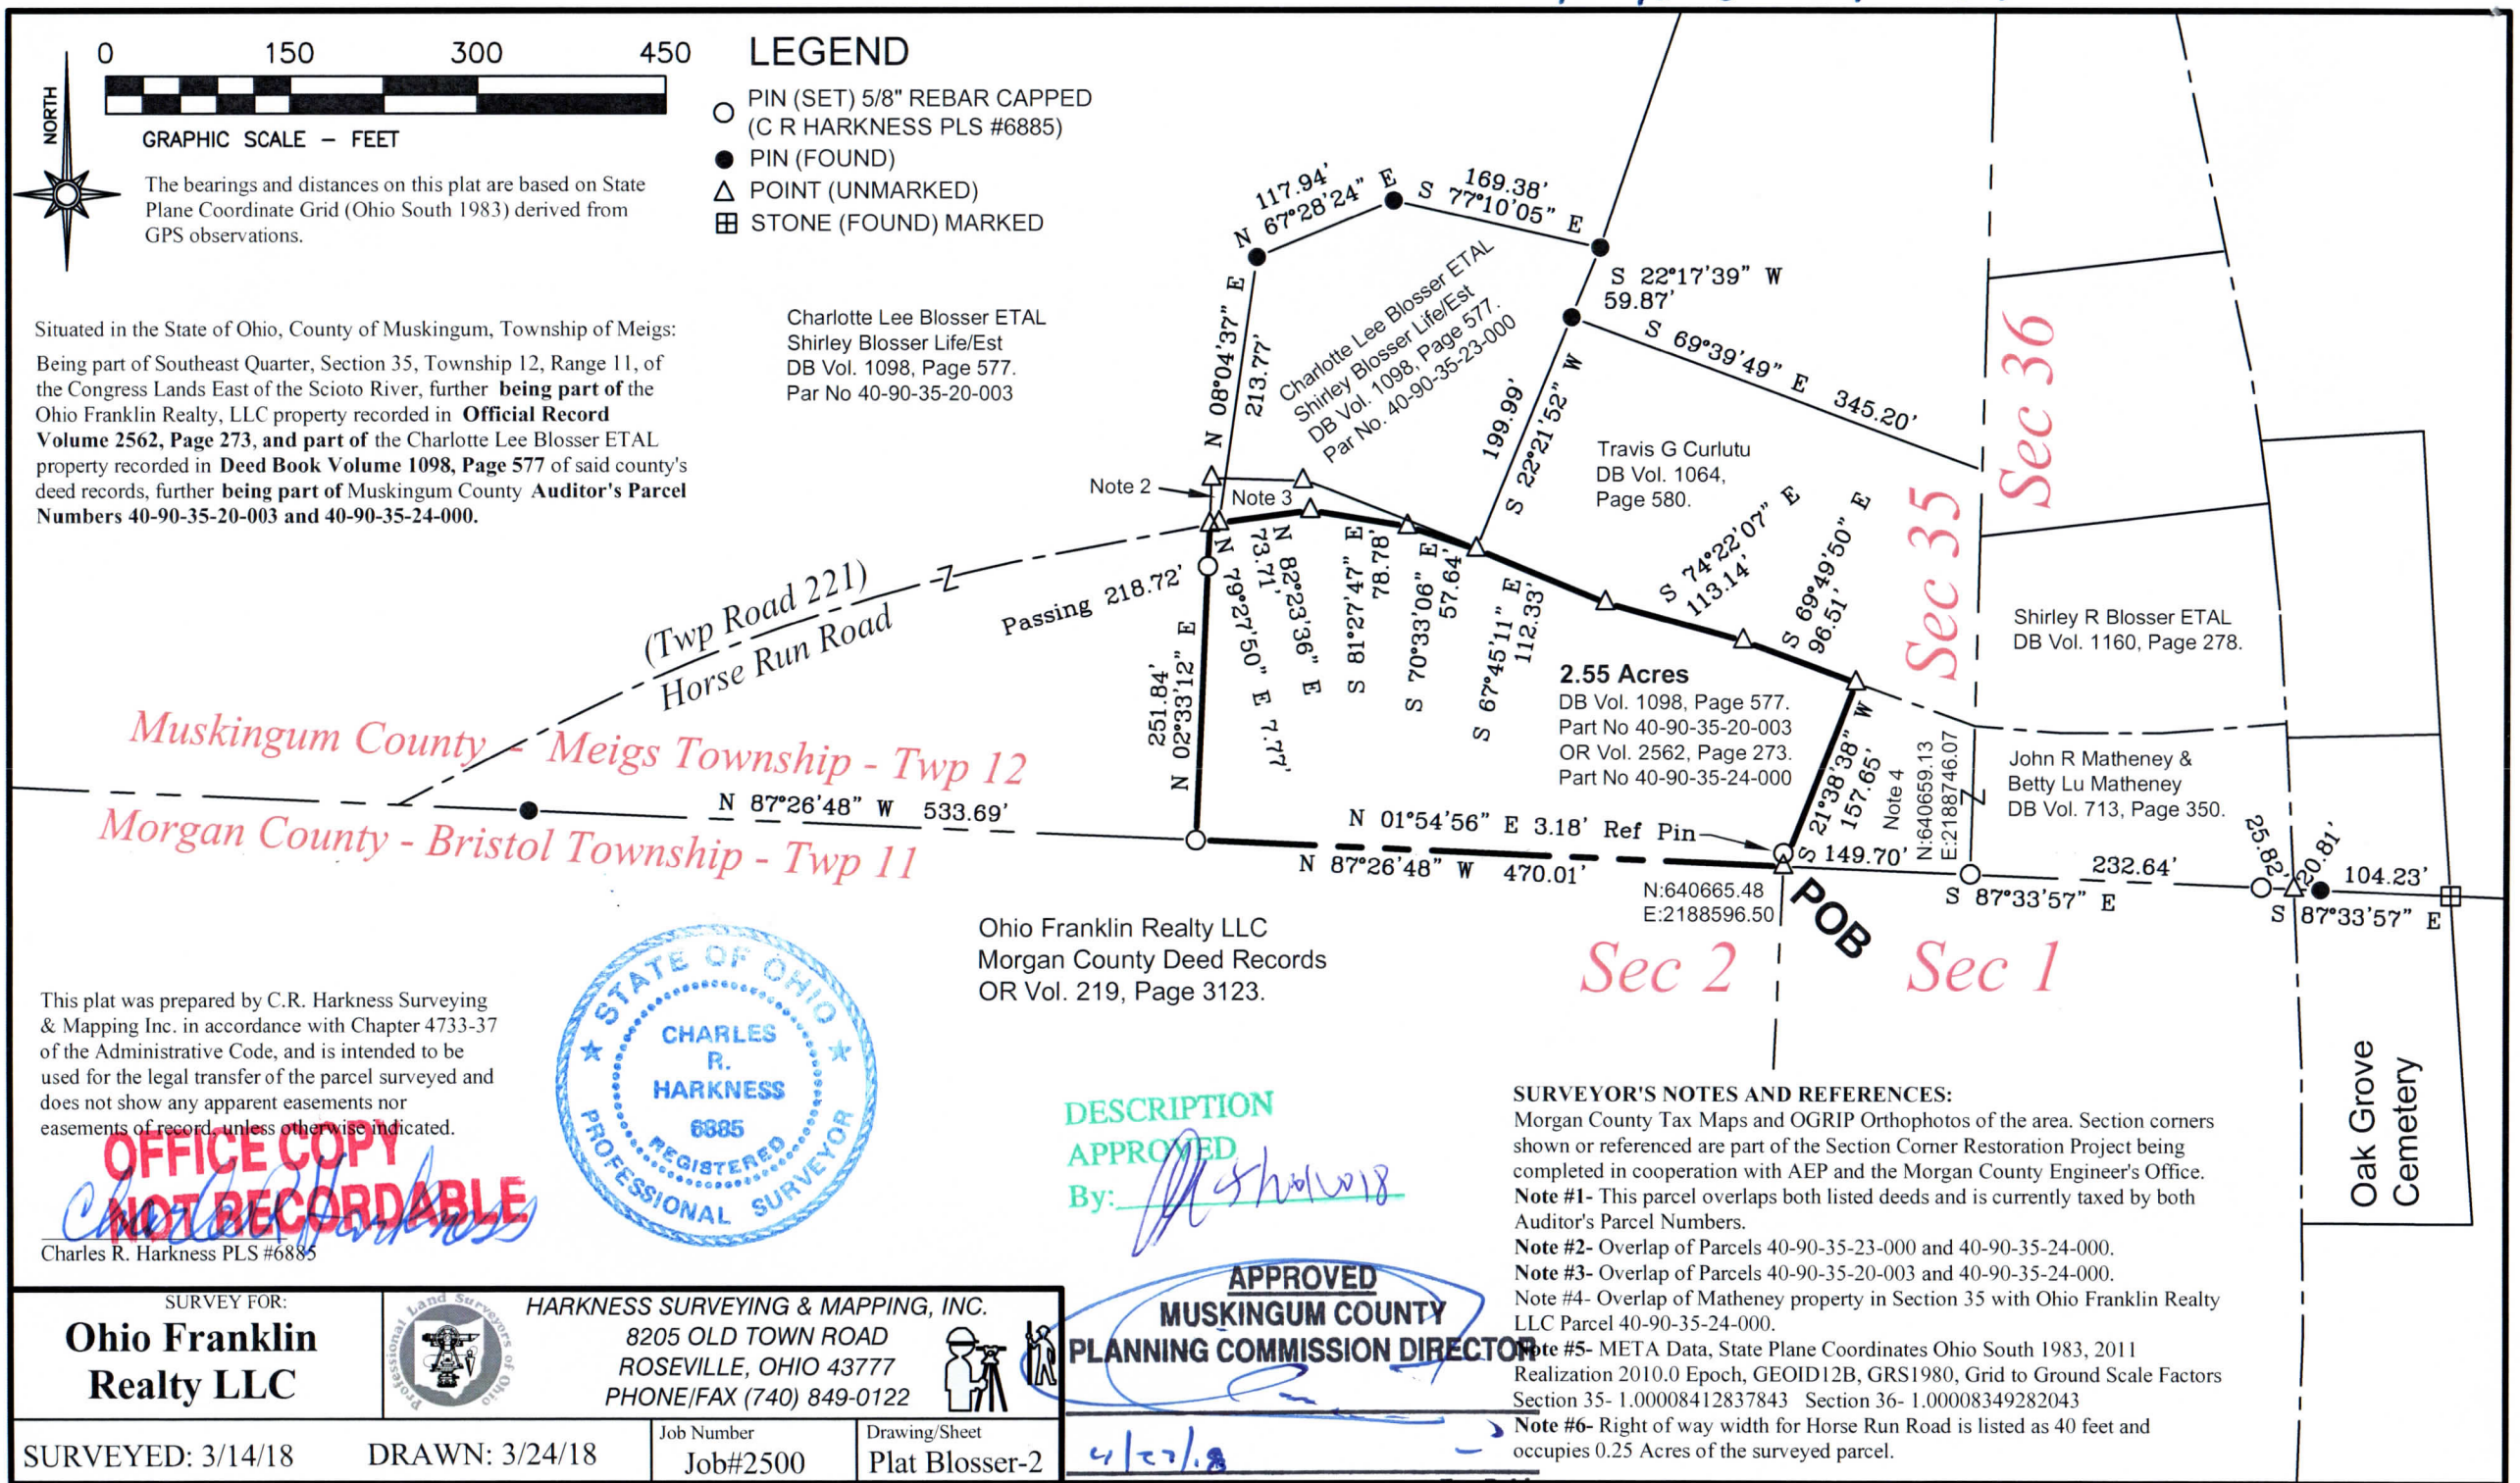 0 150 300 450
GRAPHIC SCALE – FEET
NORTH
The bearings and distances on this plat are based on State
Plane Coordinate Grid (Ohio South 1983) derived from
GPS observations.
LEGEND
PIN (SET) 5/8" REBAR CAPPED
(C R HARKNESS PLS #6885)
PIN (FOUND)
POINT (UNMARKED)
STONE (FOUND) MARKED
Situated in the State of Ohio, County of Muskingum, Township of Meigs:
Being part of Southeast Quarter, Section 35, Township 12, Range 11, of
the Congress Lands East of the Scioto River, further being part of the
Ohio Franklin Realty, LLC property recorded in Official Record
Volume 2562, Page 273, and part of the Charlotte Lee Blosser ETAL
property recorded in Deed Book Volume 1098, Page 577 of said county's
deed records, further being part of Muskingum County Auditor's Parcel
Numbers 40-90-35-20-003 and 40-90-35-24-000.
Charlotte Lee Blosser ETAL
Shirley Blosser Life/Est
DB Vol. 1098, Page 577.
Par No 40-90-35-20-003
117.94'
N 67°28'24" E
169.38'
S 77°10'05" E
S 22°17'39" W
59.87'
N 08°04'37" E
213.77'
Charlotte Lee Blosser ETAL
Shirley Blosser Life/Est
DB Vol. 1098, Page 577.
Par No. 40-90-35-23-000
199.99'
S 22°21'52" W
S 69°39'49" E 345.20'
Travis G Curlutu
DB Vol. 1064,
Page 580.
Sec 36
Sec 35
Note 2
Note 3
S 74°22'07" E
113.14'
S 69°49'50" E
96.51'
(Twp Road 221)
Horse Run Road
Z
Passing 218.72'
251.84'
N 02°33'12" E
N 79°27'50" E 7.77'
73.71'
N 82°23'36" E
S 81°27'47" E
78.78'
S 70°33'06" E
57.64'
S 67°45'11" E
112.33'
2.55 Acres
DB Vol. 1098, Page 577.
Part No 40-90-35-20-003
OR Vol. 2562, Page 273.
Part No 40-90-35-24-000
S 21°38'38" W
157.65'
Note 4
N:640659.13
E:2188746.07
Z
Shirley R Blosser ETAL
DB Vol. 1160, Page 278.
John R Matheney &
Betty Lu Matheney
DB Vol. 713, Page 350.
Muskingum County - Meigs Township - Twp 12
Morgan County - Bristol Township - Twp 11
N 87°26'48" W 533.69'
N 01°54'56" E 3.18' Ref Pin
N 87°26'48" W 470.01'
149.70'
S 87°33'57" E
232.64'
25.82'
20.81'
104.23'
S 87°33'57" E
N:640665.48
E:2188596.50
POB
Sec 2
Sec 1
Ohio Franklin Realty LLC
Morgan County Deed Records
OR Vol. 219, Page 3123.
Oak Grove
Cemetery
This plat was prepared by C.R. Harkness Surveying
& Mapping Inc. in accordance with Chapter 4733-37
of the Administrative Code, and is intended to be
used for the legal transfer of the parcel surveyed and
does not show any apparent easements nor
easements of record, unless otherwise indicated.
OFFICE COPY
NOT RECORDABLE
Charles R Harkness
Charles R. Harkness PLS #6885
STATE OF OHIO
CHARLES
R.
HARKNESS
6885
REGISTERED
PROFESSIONAL SURVEYOR
DESCRIPTION
APPROVED
By:
APPROVED
MUSKINGUM COUNTY
PLANNING COMMISSION DIRECTOR
4/27/18
SURVEYOR'S NOTES AND REFERENCES:
Morgan County Tax Maps and OGRIP Orthophotos of the area. Section corners
shown or referenced are part of the Section Corner Restoration Project being
completed in cooperation with AEP and the Morgan County Engineer's Office.
Note #1- This parcel overlaps both listed deeds and is currently taxed by both
Auditor's Parcel Numbers.
Note #2- Overlap of Parcels 40-90-35-23-000 and 40-90-35-24-000.
Note #3- Overlap of Parcels 40-90-35-20-003 and 40-90-35-24-000.
Note #4- Overlap of Matheney property in Section 35 with Ohio Franklin Realty
LLC Parcel 40-90-35-24-000.
Note #5- META Data, State Plane Coordinates Ohio South 1983, 2011
Realization 2010.0 Epoch, GEOID12B, GRS1980, Grid to Ground Scale Factors
Section 35- 1.00008412837843 Section 36- 1.00008349282043
Note #6- Right of way width for Horse Run Road is listed as 40 feet and
occupies 0.25 Acres of the surveyed parcel.
SURVEY FOR:
Ohio Franklin
Realty LLC
Professional Land Surveyors of Ohio
HARKNESS SURVEYING & MAPPING, INC.
8205 OLD TOWN ROAD
ROSEVILLE, OHIO 43777
PHONE/FAX (740) 849-0122
SURVEYED: 3/14/18 DRAWN: 3/24/18
Job Number
Job#2500
Drawing/Sheet
Plat Blosser-2